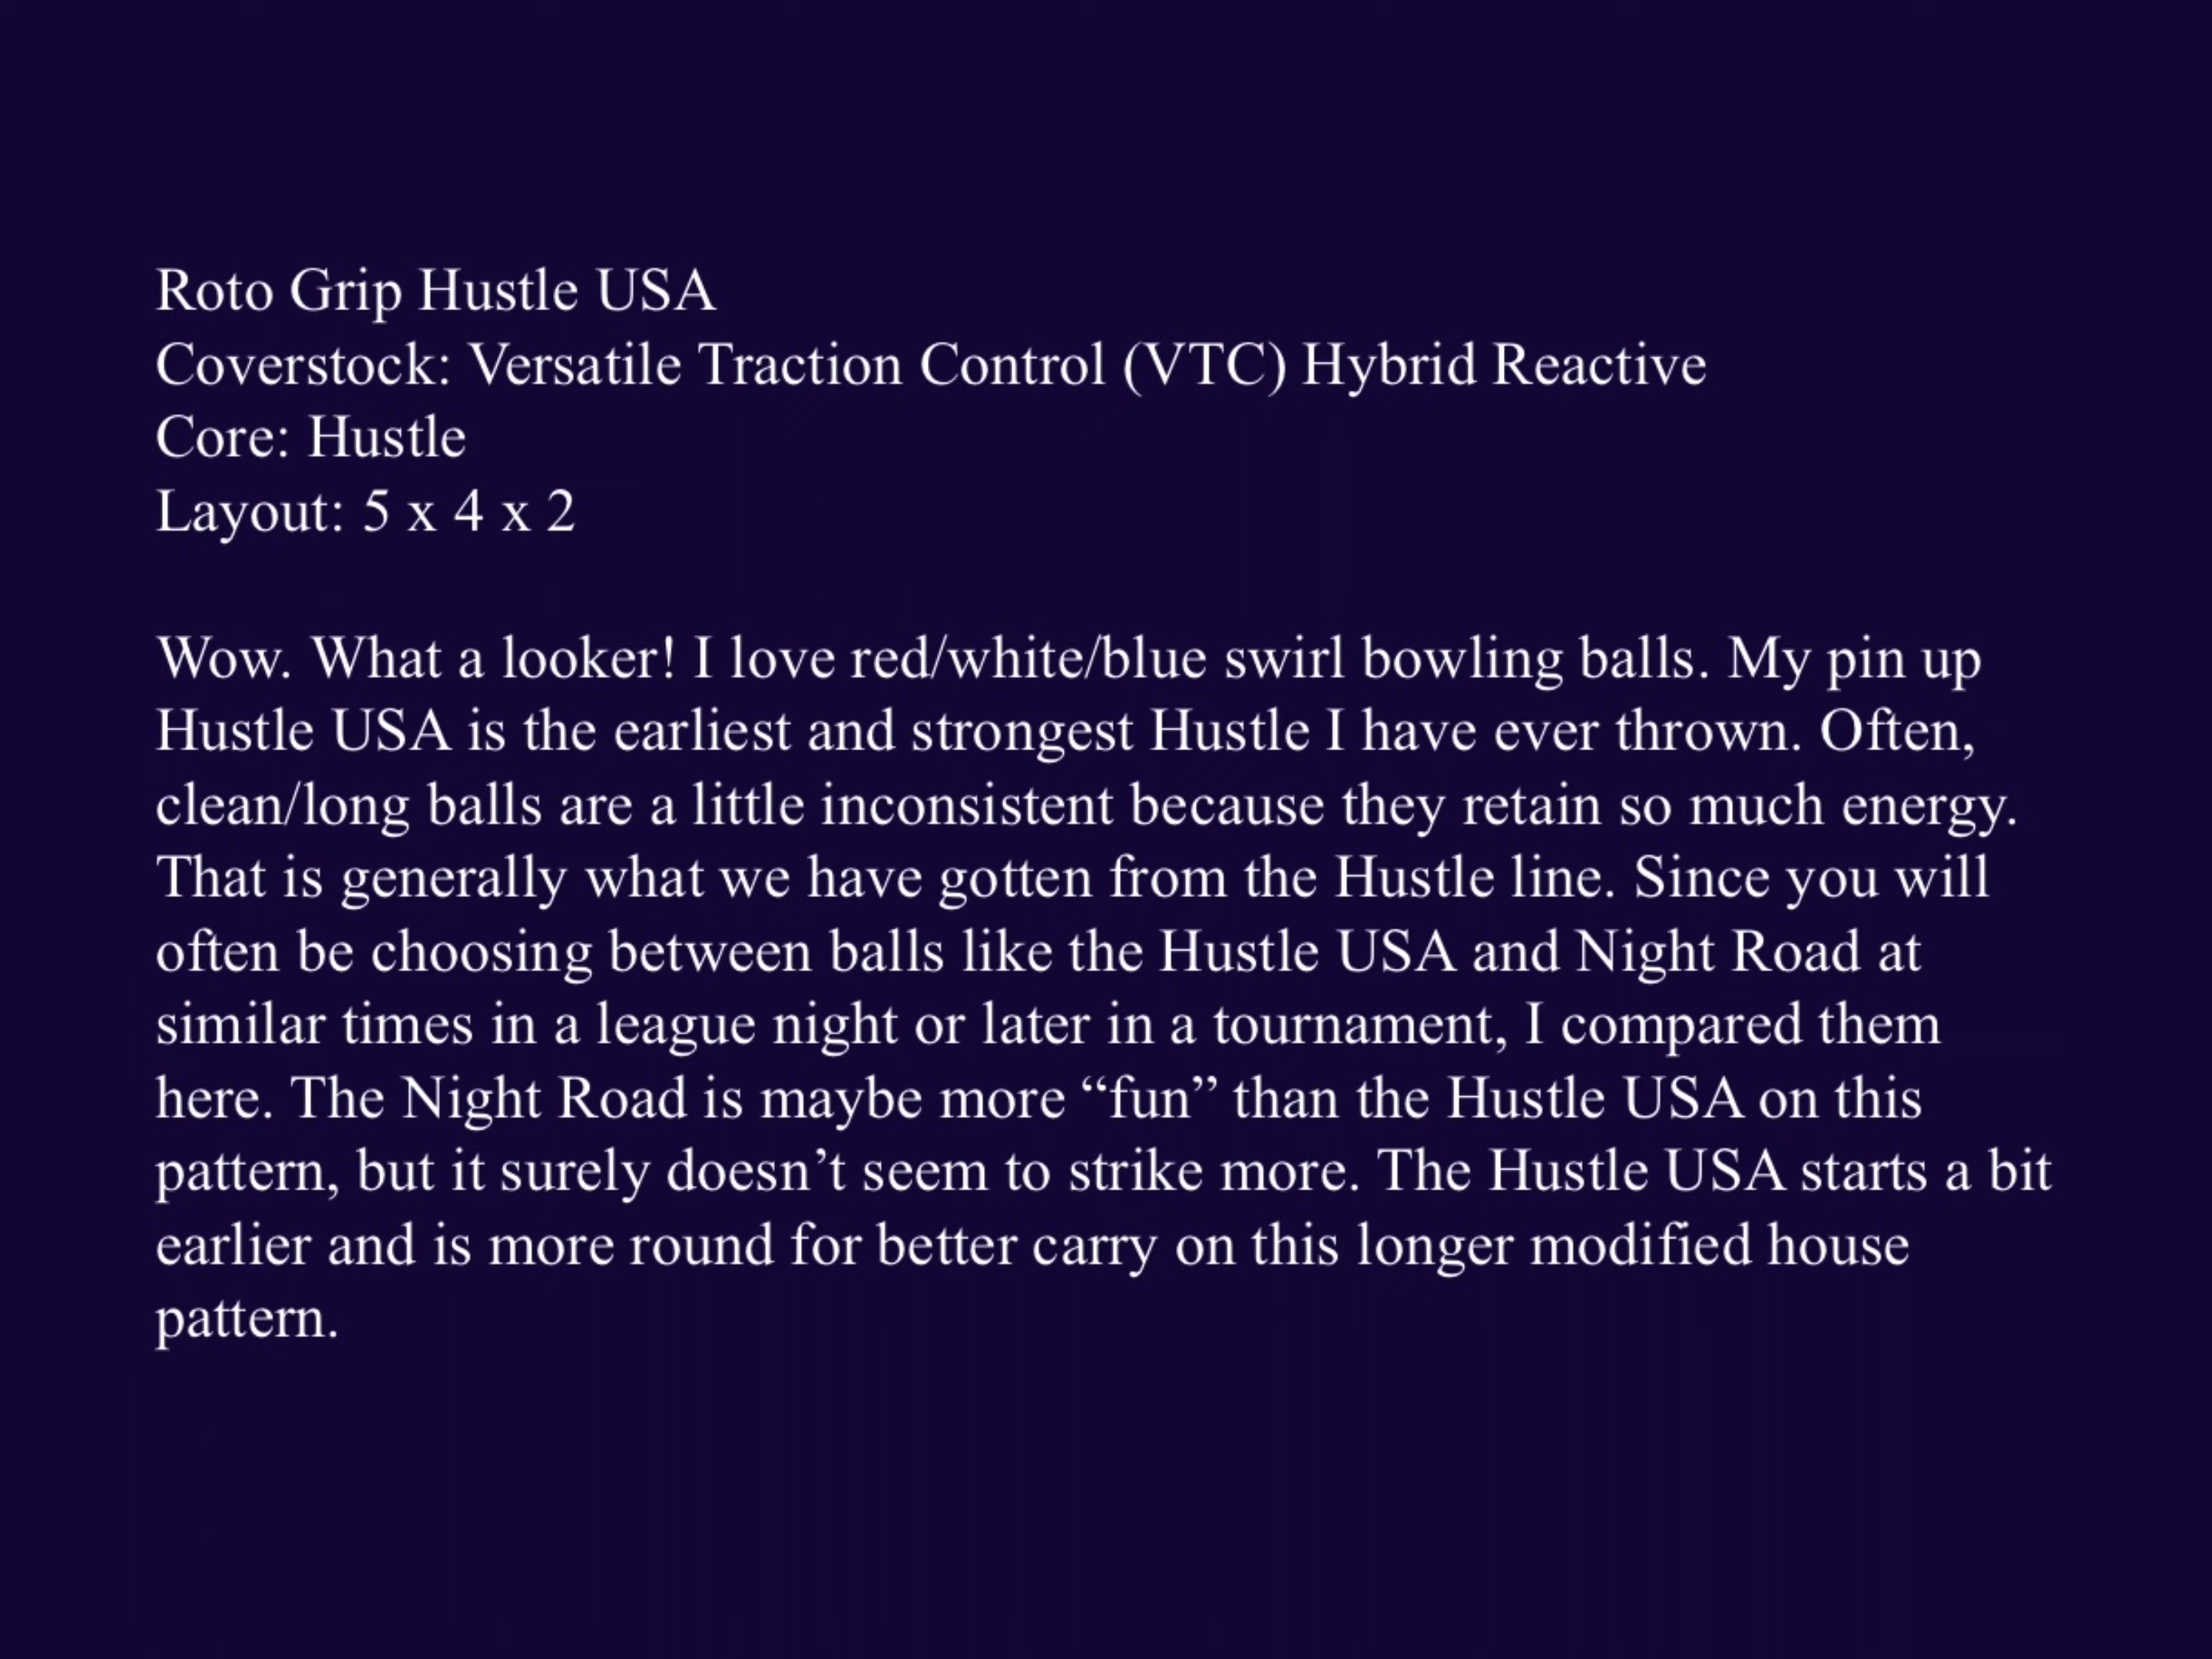 Roto Grip Hustle USA
Coverstock: Versatile Traction Control (VTC) Hybrid Reactive
Core: Hustle
Layout: 5 x 4 x 2
Wow. What a looker! I love red/white/blue swirl bowling balls. My pin up
Hustle USA is the earliest and strongest Hustle I have ever thrown. Often,
clean/long balls are a little inconsistent because they retain so much energy.
That is generally what we have gotten from the Hustle line. Since you will
often be choosing between balls like the Hustle USA and Night Road at
similar times in a league night or later in a tournament, I compared them
here. The Night Road is maybe more “fun” than the Hustle USA on this
pattern, but it surely doesn’t seem to strike more. The Hustle USA starts a bit
earlier and is more round for better carry on this longer modified house
pattern.